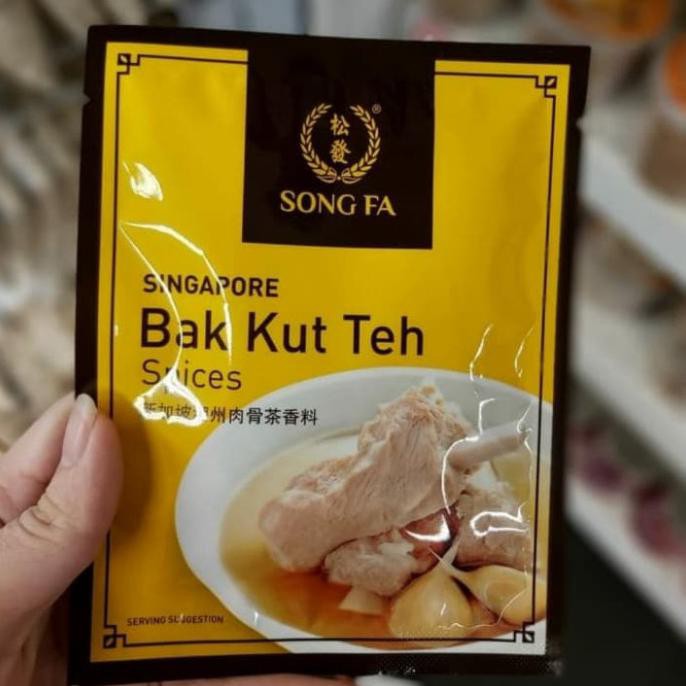 松
發
®
SONG FA
SINGAPORE
Bak Kut Teh
Spices
新加坡潮州肉骨茶香料
SERVING SUGGESTION